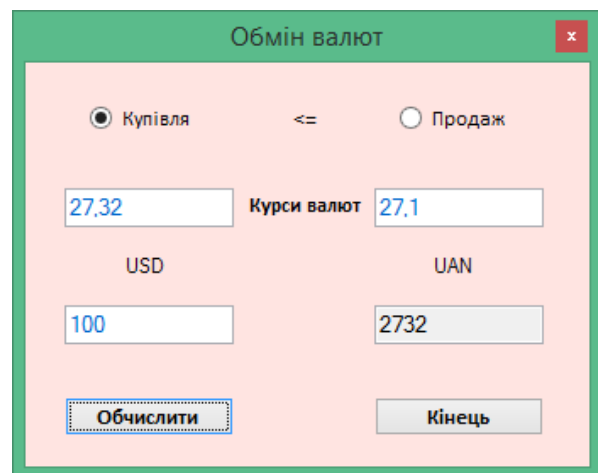 Обмін валют x
Купівля <= Продаж
27,32 Курси валют 27,1
USD UAN
100 2732
Обчислити Кінець